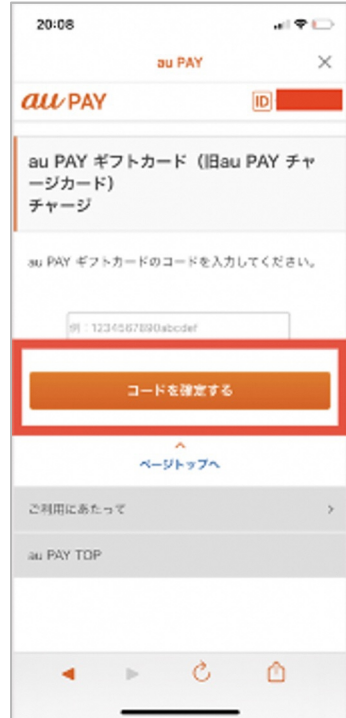 20:08
au PAY
au PAY
ID
au PAY ギフトカード（旧au PAY チャ
ージカード）
チャージ
au PAY ギフトカードのコードを入力してください。
例：1234567890abcdef
コードを確定する
ページトップへ
ご利用にあたって
au PAY TOP